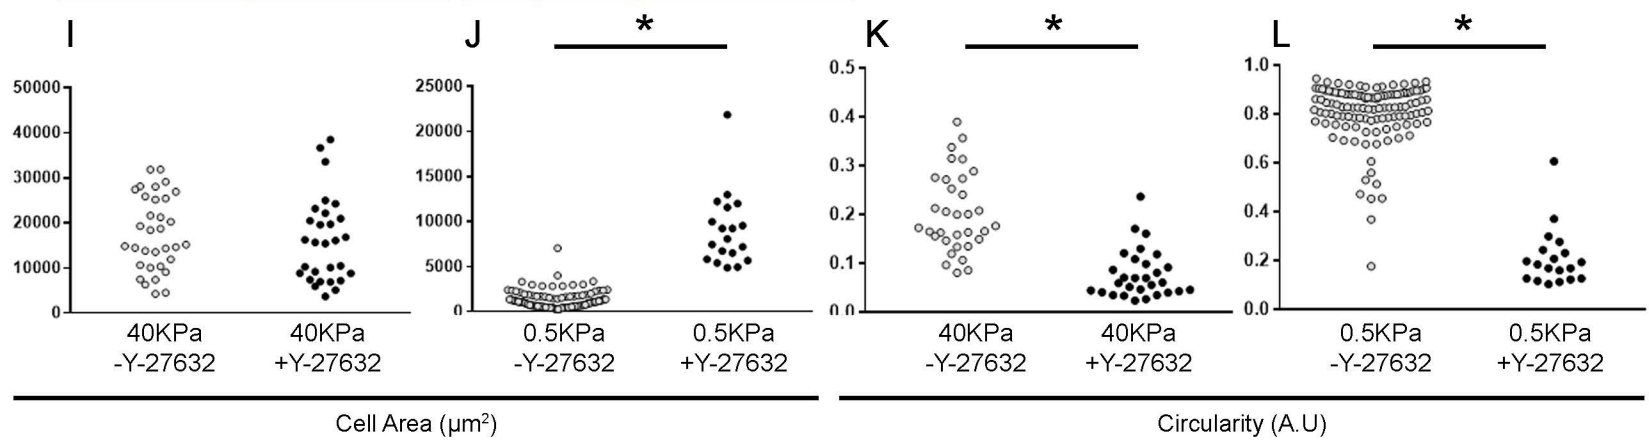 I
50000
40000
30000
20000
10000
0
40KPa
-Y-27632
40KPa
+Y-27632
J
*
25000
20000
15000
10000
5000
0
0.5KPa
-Y-27632
0.5KPa
+Y-27632
Cell Area (µm²)
K
*
0.5
0.4
0.3
0.2
0.1
0.0
40KPa
-Y-27632
40KPa
+Y-27632
L
*
1.0
0.8
0.6
0.4
0.2
0.0
0.5KPa
-Y-27632
0.5KPa
+Y-27632
Circularity (A.U)